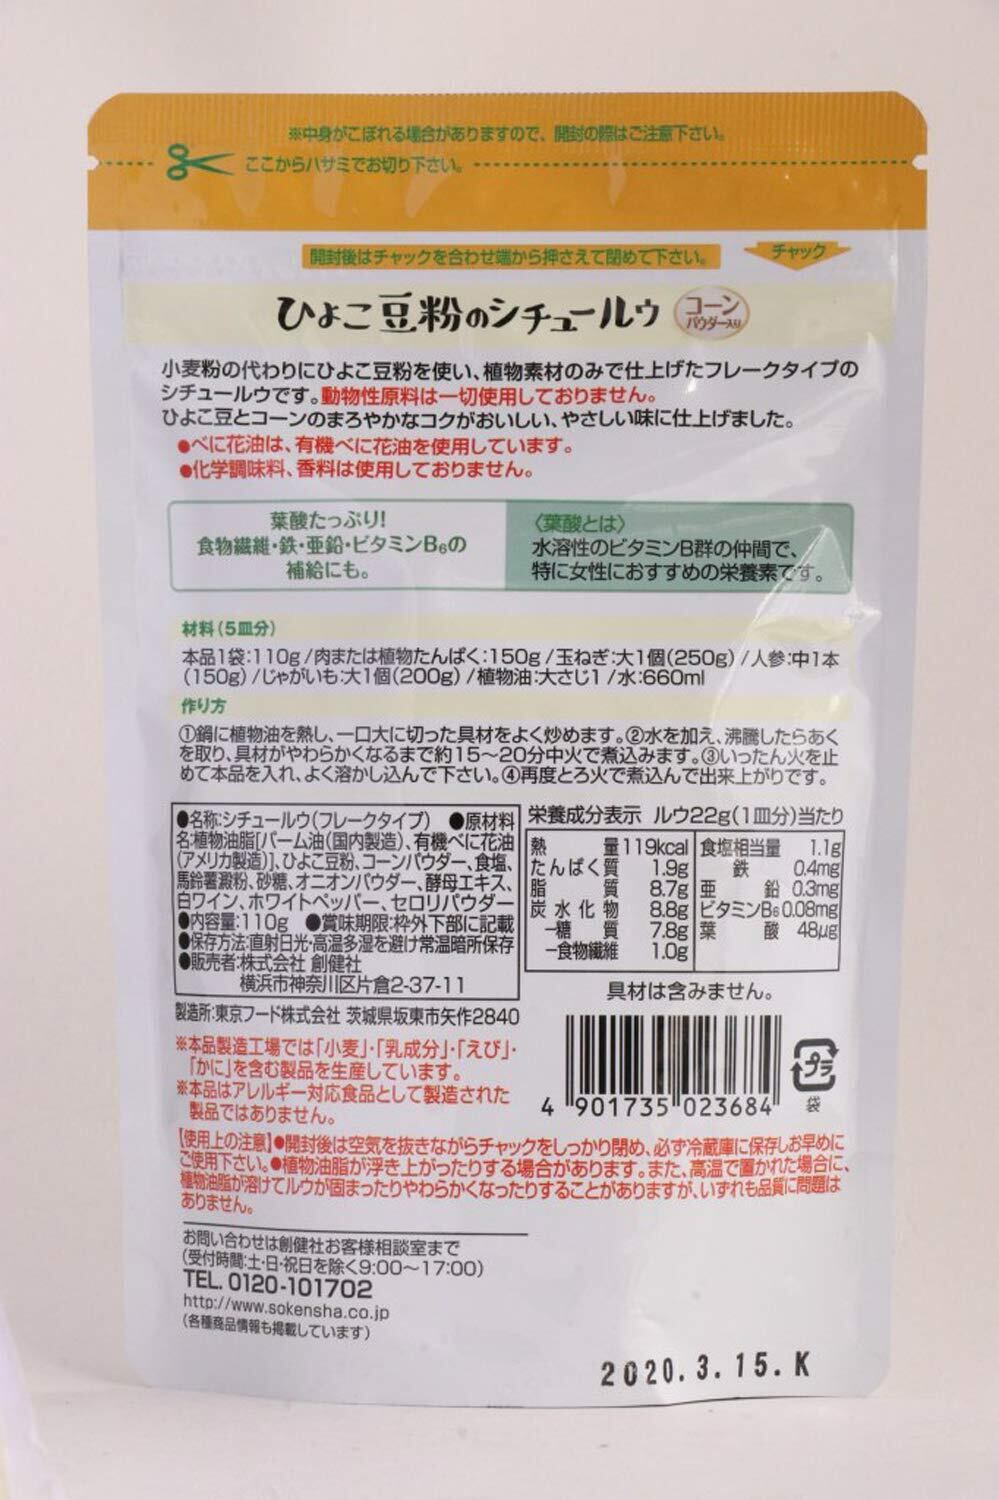 ※中身がこぼれる場合がありますので、開封の際はご注意下さい。
ここからハサミでお切り下さい。
開封後はチャックを合わせ端から押さえて閉めて下さい。
チャック
ひよこ豆粉のシチュールウ
コーン
パウダー入り
小麦粉の代わりにひよこ豆粉を使い、植物素材のみで仕上げたフレークタイプの
シチュールウです。動物性原料は一切使用しておりません。
ひよこ豆とコーンのまろやかなコクがおいしい、やさしい味に仕上げました。
●べに花油は、有機べに花油を使用しています。
●化学調味料、香料は使用しておりません。
葉酸たっぷり!
食物繊維・鉄・亜鉛・ビタミンB6の
補給にも。
〈葉酸とは〉
水溶性のビタミンB群の仲間で、
特に女性におすすめの栄養素です。
材料(5皿分)
本品1袋:110g/肉または植物たんぱく:150g/玉ねぎ:大1個(250g)/人参:中1本
(150g)/じゃがいも:大1個(200g)/植物油:大さじ1/水:660ml
作り方
①鍋に植物油を熱し、一口大に切った具材をよく炒めます。②水を加え、沸騰したらあく
を取り、具材がやわらかくなるまで約15〜20分中火で煮込みます。③いったん火を止
めて本品を入れ、よく溶かし込んで下さい。④再度とろ火で煮込んで出来上がりです。
●名称:シチュールウ(フレークタイプ) ●原材料
名:植物油脂[パーム油(国内製造)、有機べに花油
(アメリカ製造)]、ひよこ豆粉、コーンパウダー、食塩、
馬鈴薯澱粉、砂糖、オニオンパウダー、酵母エキス、
白ワイン、ホワイトペッパー、セロリパウダー
●内容量:110g ●賞味期限:枠外下部に記載
●保存方法:直射日光・高温多湿を避け常温暗所保存
●販売者:株式会社 創健社
横浜市神奈川区片倉2-37-11
製造所:東京フード株式会社 茨城県坂東市矢作2840
栄養成分表示 ルウ22g(1皿分)当たり
熱量 119kcal
たんぱく質 1.9g
脂質 8.7g
炭水化物 8.8g
−糖質 7.8g
−食物繊維 1.0g
食塩相当量 1.1g
鉄 0.4mg
亜鉛 0.3mg
ビタミンB6 0.08mg
葉酸 48μg
具材は含みません。
※本品製造工場では「小麦」・「乳成分」・「えび」・
「かに」を含む製品を生産しています。
※本品はアレルギー対応食品として製造された
製品ではありません。
4 901735 023684
プラ
袋
【使用上の注意】●開封後は空気を抜きながらチャックをしっかり閉め、必ず冷蔵庫に保存しお早めに
ご使用下さい。●植物油脂が浮き上がったりする場合があります。また、高温で置かれた場合に、
植物油脂が溶けてルウが固まったりやわらかくなったりすることがありますが、いずれも品質に問題は
ありません。
お問い合わせは創健社お客様相談室まで
(受付時間:土・日・祝日を除く9:00〜17:00)
TEL. 0120-101702
http://www.sokensha.co.jp
(各種商品情報も掲載しています)
2020.3.15.K